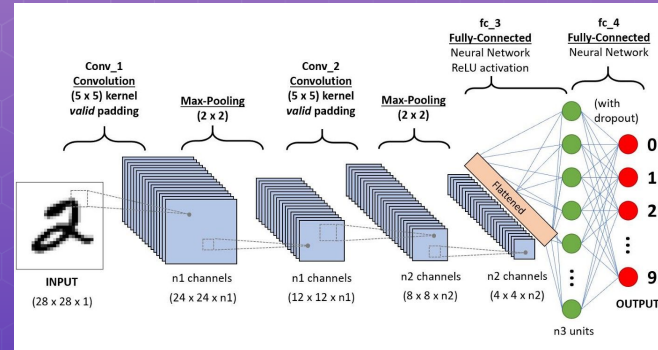 fc_3
Fully-Connected
Neural Network
ReLU activation
fc_4
Fully-Connected
Neural Network
Conv_1
Convolution
(5 x 5) kernel
valid padding
Max-Pooling
(2 x 2)
Conv_2
Convolution
(5 x 5) kernel
valid padding
Max-Pooling
(2 x 2)
(with
dropout)
2
Flattened
0
1
2
9
INPUT
(28 x 28 x 1)
n1 channels
(24 x 24 x n1)
n1 channels
(12 x 12 x n1)
n2 channels
(8 x 8 x n2)
n2 channels
(4 x 4 x n2)
OUTPUT
n3 units